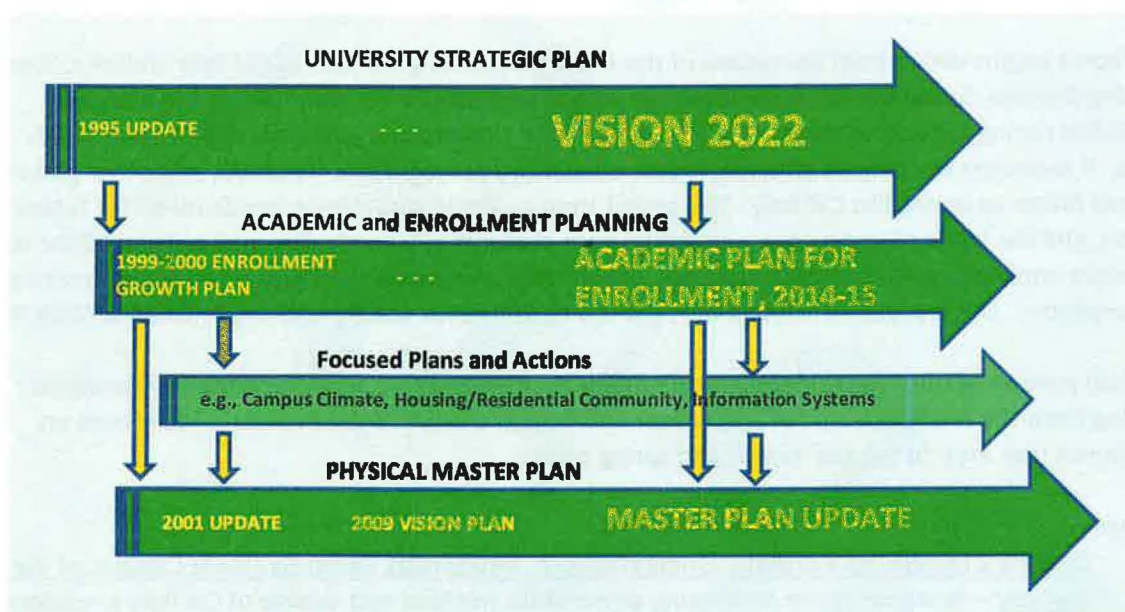 UNIVERSITY STRATEGIC PLAN
1995 UPDATE - - - VISION 2022
ACADEMIC and ENROLLMENT PLANNING
1999-2000 ENROLLMENT
GROWTH PLAN - - - ACADEMIC PLAN FOR
ENROLLMENT, 2014-15
Focused Plans and Actions
e.g., Campus Climate, Housing/Residential Community, Information Systems
PHYSICAL MASTER PLAN
2001 UPDATE 2009 VISION PLAN MASTER PLAN UPDATE